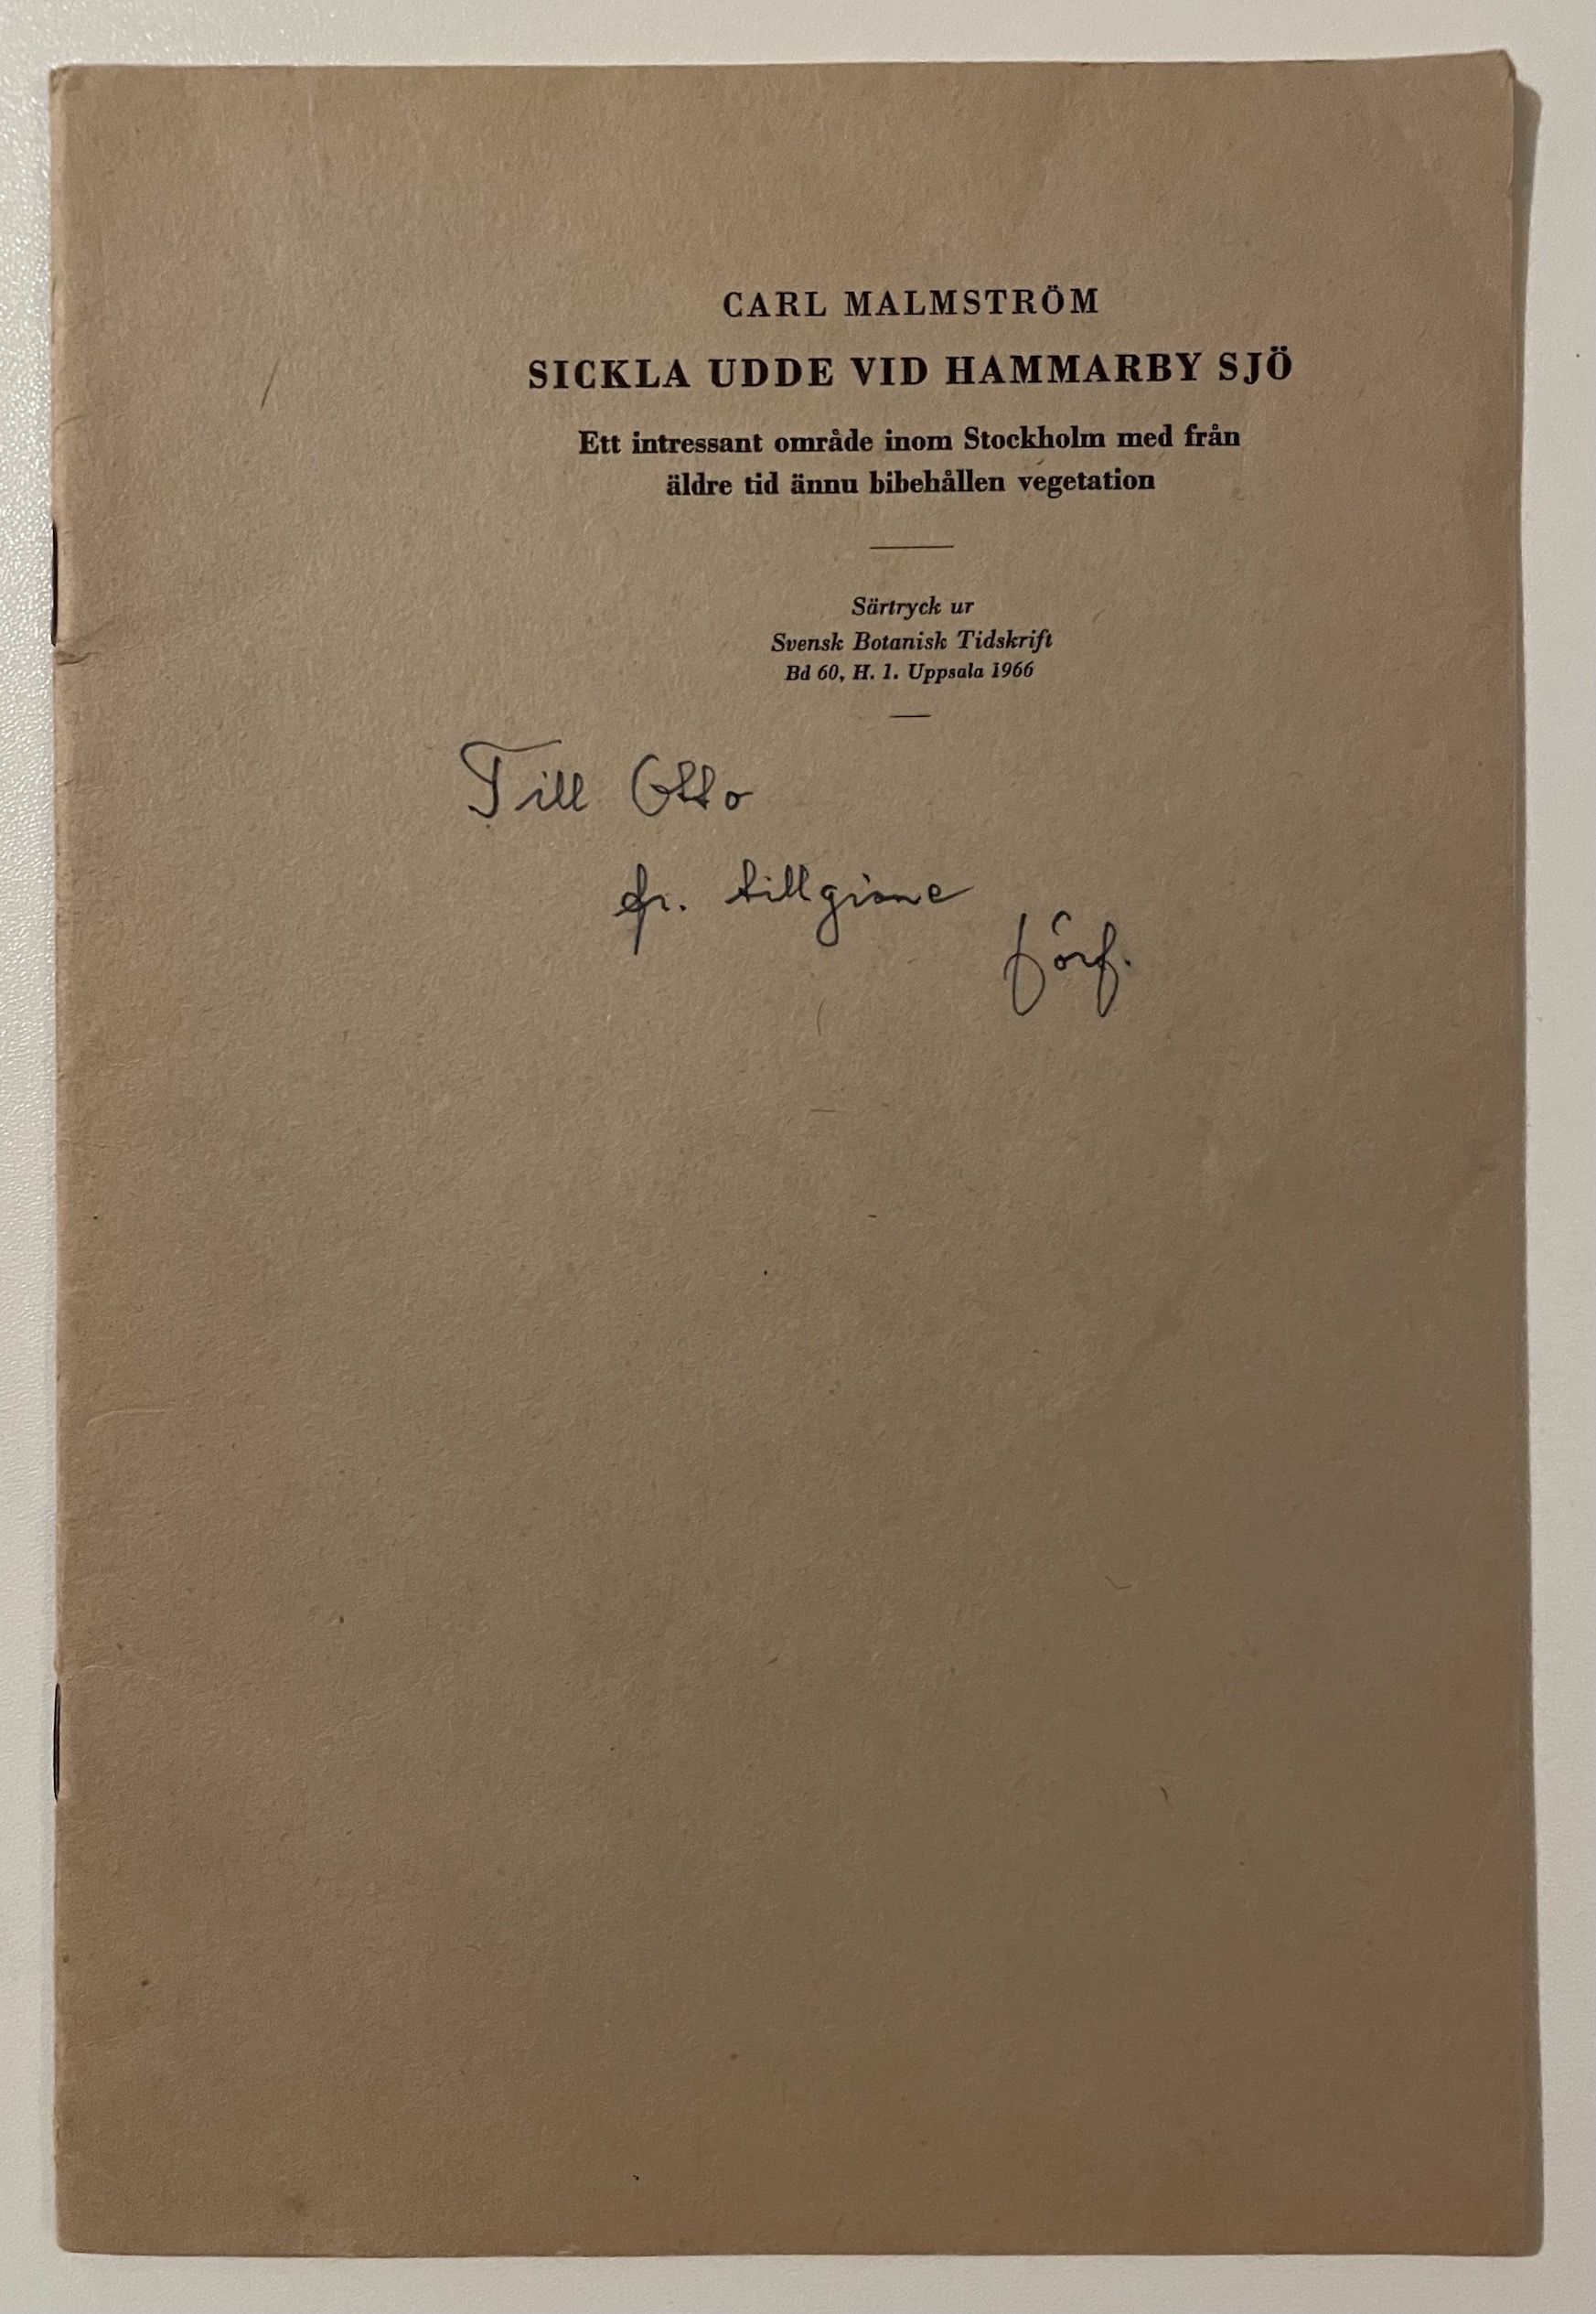 CARL MALMSTRÖM
SICKLA UDDE VID HAMMARBY SJÖ
Ett intressant område inom Stockholm med från
äldre tid ännu bibehållen vegetation
Särtryck ur
Svensk Botanisk Tidskrift
Bd 60, H. 1. Uppsala 1966
Till Otto
fr. tillgivne
förf.